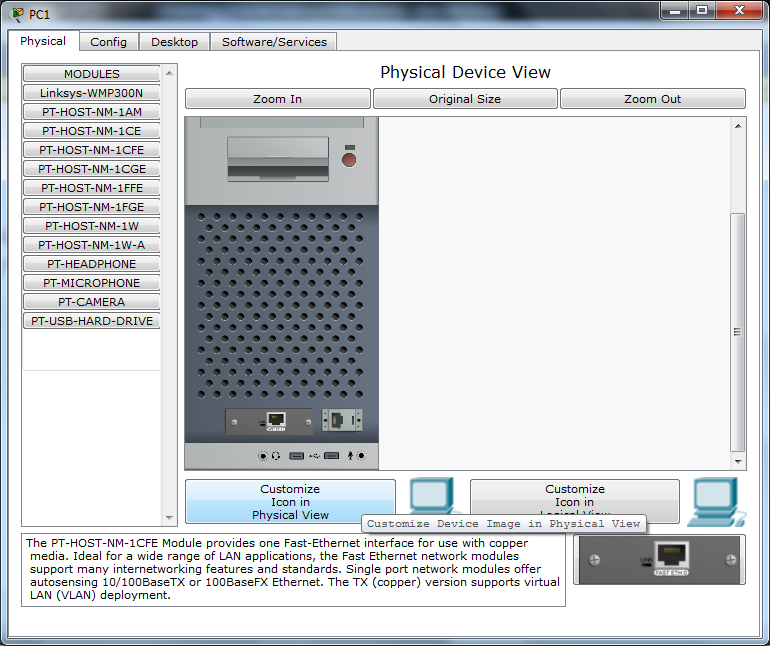 PC1
Physical
Config
Desktop
Software/Services
MODULES
Linksys-WMP300N
PT-HOST-NM-1AM
PT-HOST-NM-1CE
PT-HOST-NM-1CFE
PT-HOST-NM-1CGE
PT-HOST-NM-1FFE
PT-HOST-NM-1FGE
PT-HOST-NM-1W
PT-HOST-NM-1W-A
PT-HEADPHONE
PT-MICROPHONE
PT-CAMERA
PT-USB-HARD-DRIVE
Physical Device View
Zoom In
Original Size
Zoom Out
Customize
Icon in
Physical View
Customize
Icon in
Logical View
Customize Device Image in Physical View
The PT-HOST-NM-1CFE Module provides one Fast-Ethernet interface for use with copper
media. Ideal for a wide range of LAN applications, the Fast Ethernet network modules
support many internetworking features and standards. Single port network modules offer
autosensing 10/100BaseTX or 100BaseFX Ethernet. The TX (copper) version supports virtual
LAN (VLAN) deployment.
LINK
FAST ETH 0